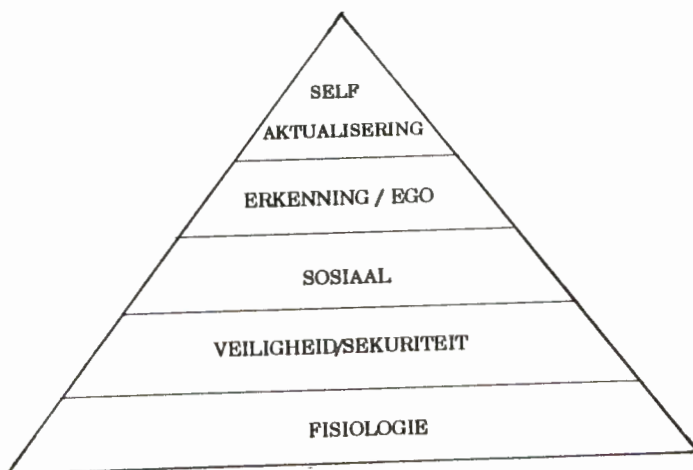 SELF
AKTUALISERING
ERKENNING / EGO
SOSIAAL
VEILIGHEID/SEKURITEIT
FISIOLOGIE